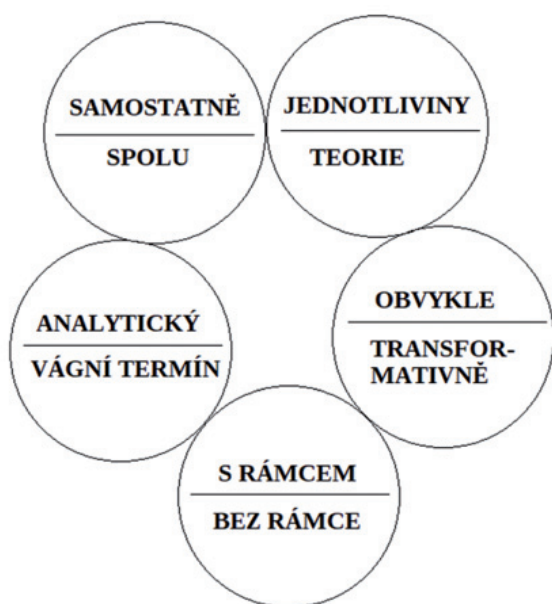 SAMOSTATNĚ
SPOLU
JEDNOTLIVINY
TEORIE
ANALYTICKÝ
VÁGNÍ TERMÍN
OBVYKLE
TRANSFOR-
MATIVNĚ
S RÁMCEM
BEZ RÁMCE